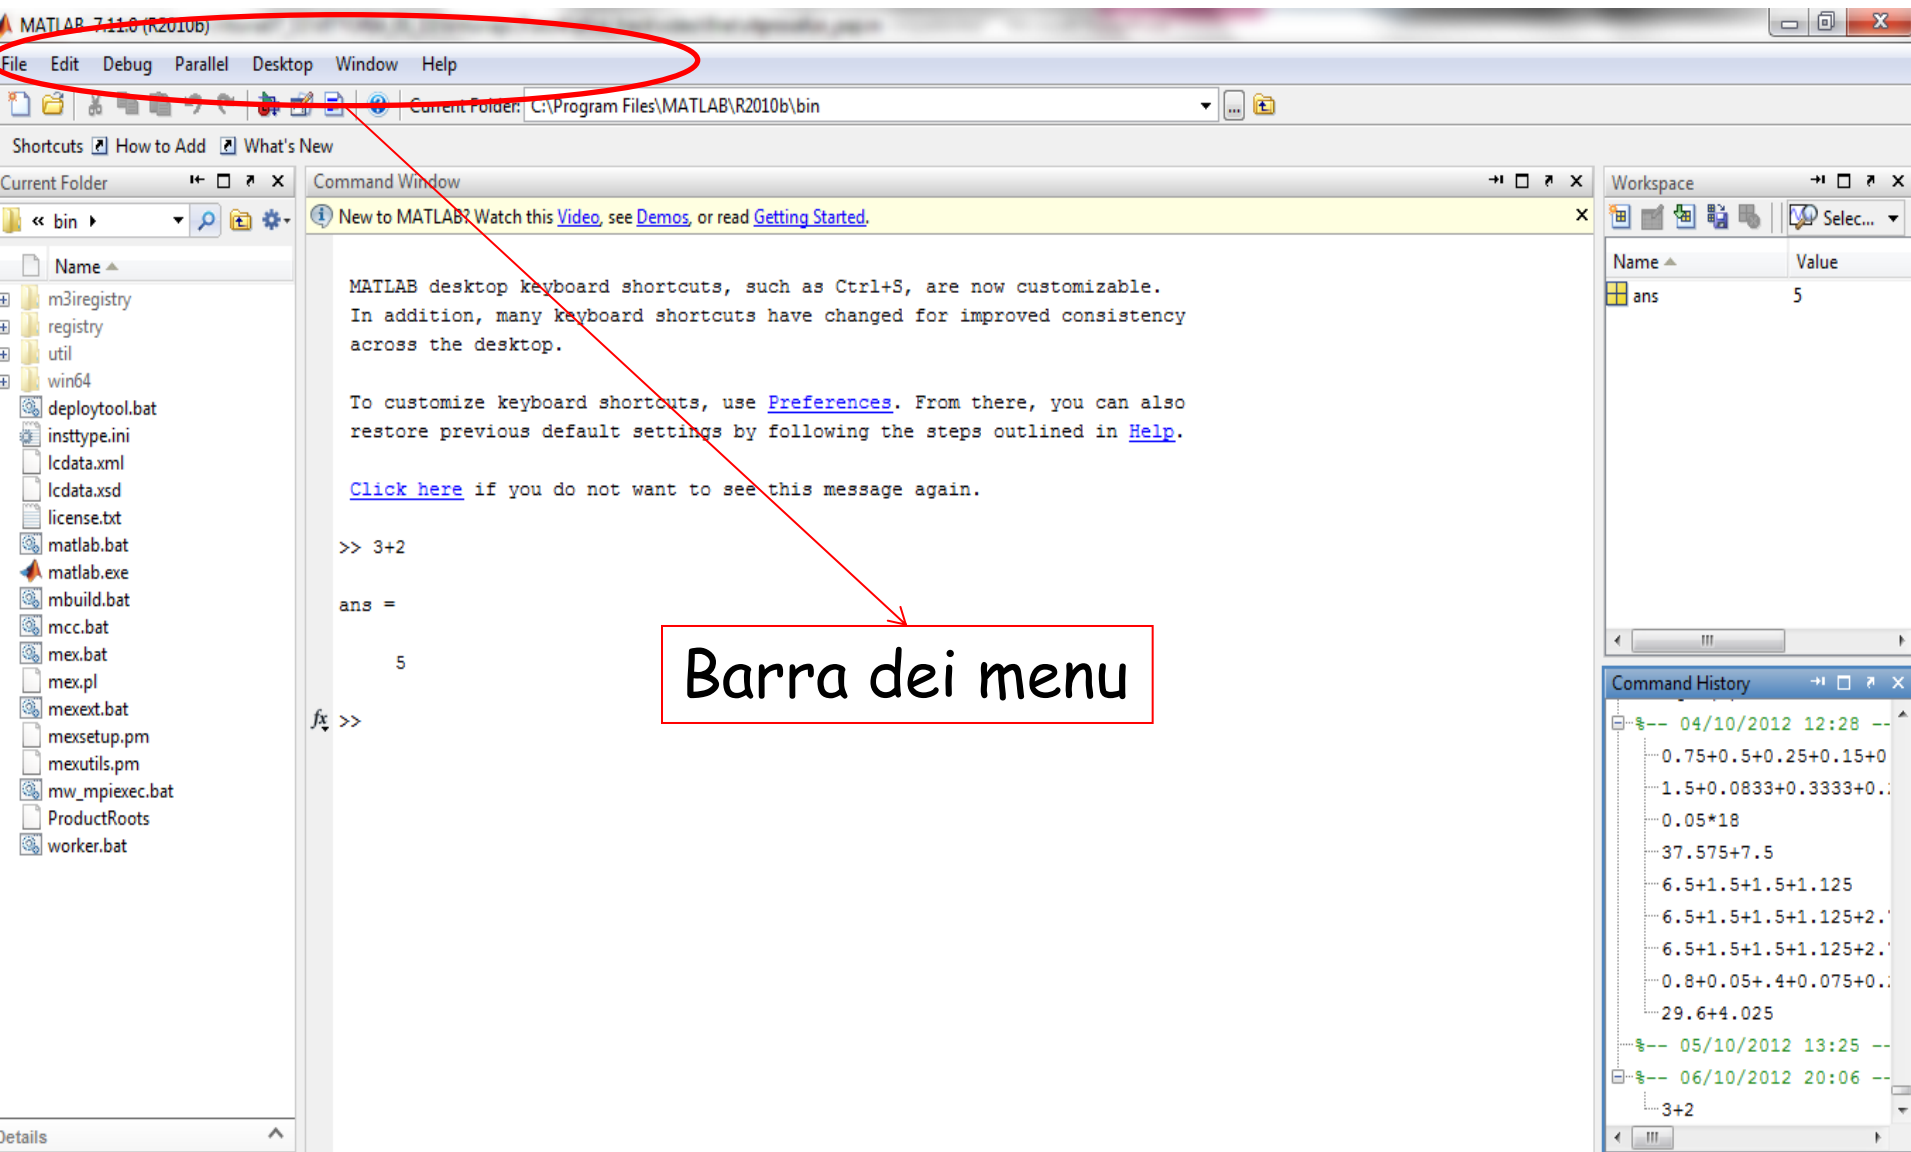 MATLAB 7.11.0 (R2010b)
File Edit Debug Parallel Desktop Window Help
Current Folder: C:\Program Files\MATLAB\R2010b\bin
Shortcuts How to Add What's New
Current Folder
« bin
Name
m3iregistry
registry
util
win64
deploytool.bat
insttype.ini
lcdata.xml
lcdata.xsd
license.txt
matlab.bat
matlab.exe
mbuild.bat
mcc.bat
mex.bat
mex.pl
mexext.bat
mexsetup.pm
mexutils.pm
mw_mpiexec.bat
ProductRoots
worker.bat
Details
Command Window
New to MATLAB? Watch this Video, see Demos, or read Getting Started.
MATLAB desktop keyboard shortcuts, such as Ctrl+S, are now customizable.
In addition, many keyboard shortcuts have changed for improved consistency
across the desktop.
To customize keyboard shortcuts, use Preferences. From there, you can also
restore previous default settings by following the steps outlined in Help.
Click here if you do not want to see this message again.
>> 3+2
ans =
5
fx >>
Barra dei menu
Workspace
Selec...
Name Value
ans 5
Command History
%-- 04/10/2012 12:28 --
0.75+0.5+0.25+0.15+0
1.5+0.0833+0.3333+0.
0.05*18
37.575+7.5
6.5+1.5+1.5+1.125
6.5+1.5+1.5+1.125+2.
6.5+1.5+1.5+1.125+2.
0.8+0.05+.4+0.075+0.
29.6+4.025
%-- 05/10/2012 13:25 --
%-- 06/10/2012 20:06 --
3+2